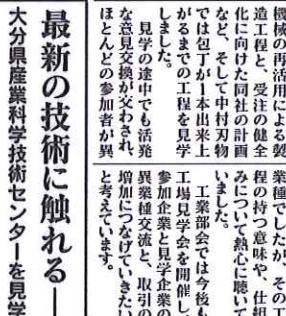 機械の再活用による製
造工程と、受注の健全
化に向けた同社の計画
など、そして中村刃物
では包丁が1本出来上
がるまでの工程を見学
しました。
見学の途中でも活発
な意見交換が交わされ、
ほとんどの参加者が異
業種でしたが、その工
程の持つ意味や、仕組
みについて熱心に聴いて
いました。
工業部会では今後も
工場見学会を開催し、
参加企業と見学企業の
異業種交流と、取引の
増加につなげていきたい
と考えています。
最新の技術に触れる―
大分県産業科学技術センターを見学